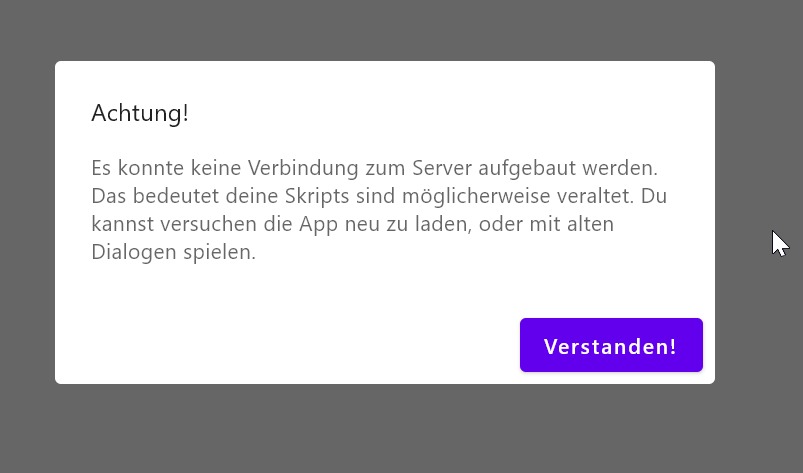 Achtung!
Es konnte keine Verbindung zum Server aufgebaut werden.
Das bedeutet deine Skripts sind möglicherweise veraltet. Du
kannst versuchen die App neu zu laden, oder mit alten
Dialogen spielen.
Verstanden!